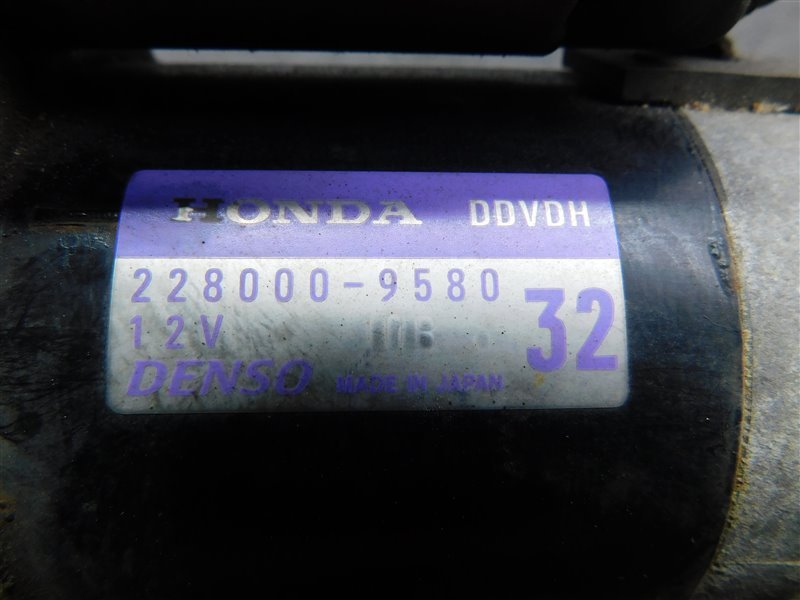 HONDA DDVDH
228000-9580
12V 32
DENSO MADE IN JAPAN